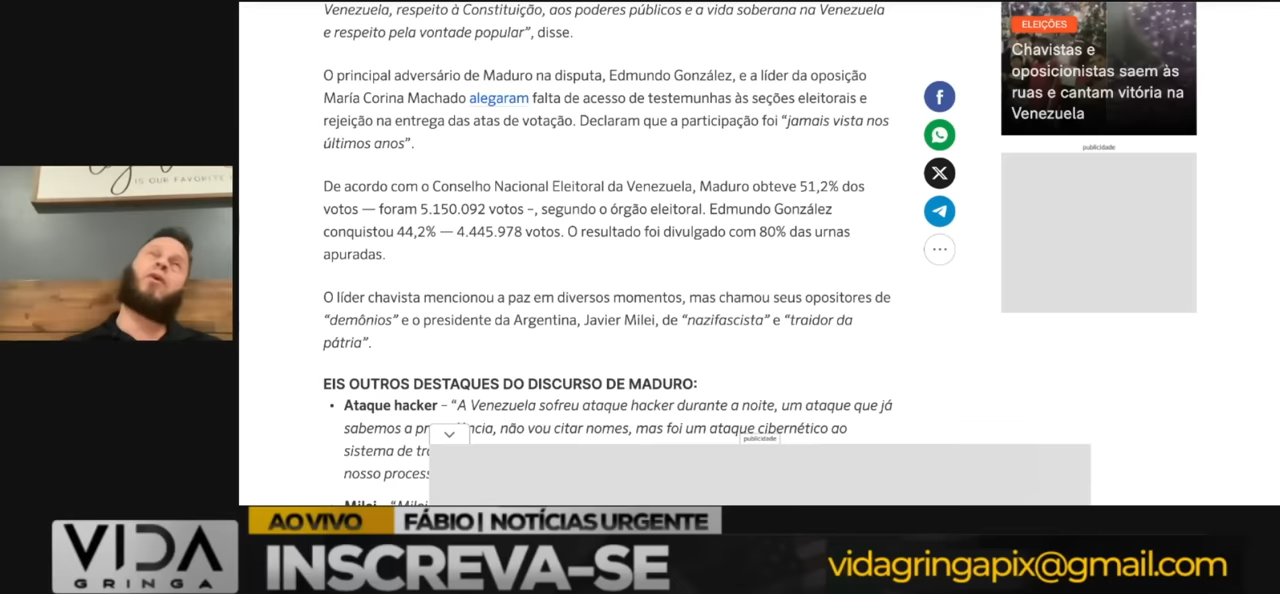 Venezuela, respeito à Constituição, aos poderes públicos e a vida soberana na Venezuela
e respeito pela vontade popular”, disse.
O principal adversário de Maduro na disputa, Edmundo González, e a líder da oposição
María Corina Machado alegaram falta de acesso de testemunhas às seções eleitorais e
rejeição na entrega das atas de votação. Declaram que a participação foi “jamais vista nos
últimos anos”.
De acordo com o Conselho Nacional Eleitoral da Venezuela, Maduro obteve 51,2% dos
votos — foram 5.150.092 votos –, segundo o órgão eleitoral. Edmundo González
conquistou 44,2% — 4.445.978 votos. O resultado foi divulgado com 80% das urnas
apuradas.
O líder chavista mencionou a paz em diversos momentos, mas chamou seus opositores de
“demônios” e o presidente da Argentina, Javier Milei, de “nazifascista” e “traidor da
pátria”.
EIS OUTROS DESTAQUES DO DISCURSO DE MADURO:
• Ataque hacker – “A Venezuela sofreu ataque hacker durante a noite, um ataque que já
sabemos a não vou citar nomes, mas foi um ataque cibernético ao
sistema de
nosso
publicidade
ELEIÇÕES
Chavistas e
oposicionistas saem às
ruas e cantam vitória na
Venezuela
publicidade
IS OUR FAVORITE
AO VIVO FÁBIO | NOTÍCIAS URGENTE
VIDA
GRINGA
INSCREVA-SE
vidagringapix@gmail.com